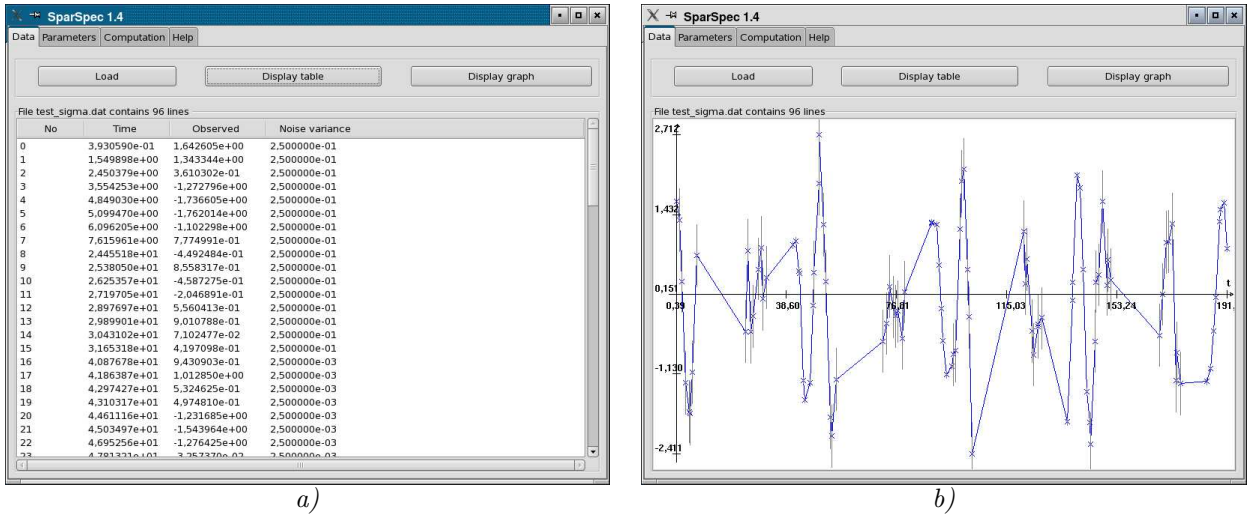 SparSpec 1.4
Data Parameters Computation Help
Load Display table Display graph
File test_sigma.dat contains 96 lines
No Time Observed Noise variance
0 3,930590e-01 1,642605e+00 2,500000e-01
1 1,549898e+00 1,343344e+00 2,500000e-01
2 2,450379e+00 3,610302e-01 2,500000e-01
3 3,554253e+00 -1,272796e+00 2,500000e-01
4 4,849030e+00 -1,736605e+00 2,500000e-01
5 5,099470e+00 -1,762014e+00 2,500000e-01
6 6,096205e+00 -1,102298e+00 2,500000e-01
7 7,615961e+00 7,774991e-01 2,500000e-01
8 2,445518e+01 -4,492484e-01 2,500000e-01
9 2,538050e+01 8,558317e-01 2,500000e-01
10 2,625357e+01 -4,587275e-01 2,500000e-01
11 2,719705e+01 -2,046891e-01 2,500000e-01
12 2,897697e+01 5,560413e-01 2,500000e-01
13 2,989901e+01 9,010788e-01 2,500000e-01
14 3,043102e+01 7,102477e-02 2,500000e-01
15 3,165318e+01 4,197098e-01 2,500000e-01
16 4,087678e+01 9,430903e-01 2,500000e-03
17 4,186387e+01 1,012850e+00 2,500000e-03
18 4,297427e+01 5,324625e-01 2,500000e-03
19 4,310317e+01 4,974810e-01 2,500000e-03
20 4,461116e+01 -1,231685e+00 2,500000e-03
21 4,503497e+01 -1,543964e+00 2,500000e-03
22 4,695256e+01 -1,276425e+00 2,500000e-03
23 4,781321e+01 -3,257370e-02 2,500000e-03
a)
SparSpec 1.4
Data Parameters Computation Help
Load Display table Display graph
File test_sigma.dat contains 96 lines
2,712
1,432
0,151
t
0,39 38,60 76,81 115,03 153,24 191,
-1,130
-2,411
b)